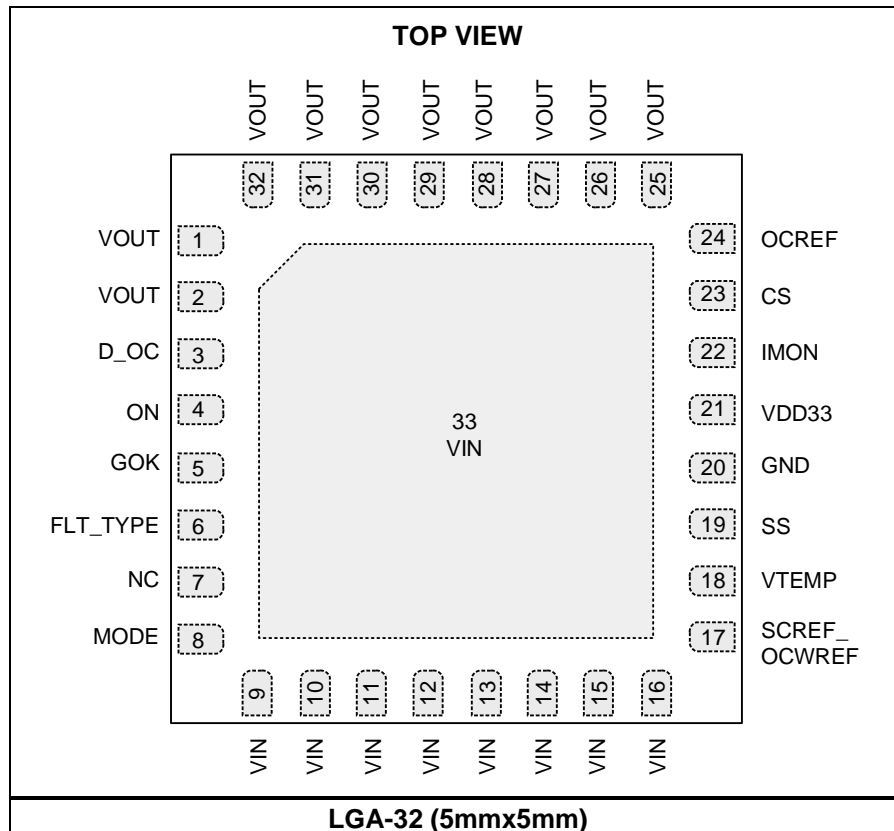 TOP VIEW
VOUT VOUT VOUT VOUT VOUT VOUT VOUT VOUT
32 31 30 29 28 27 26 25
VOUT 1
24 OCREF
VOUT 2
23 CS
D_OC 3
22 IMON
ON 4
21 VDD33
33
VIN
GOK 5
20 GND
FLT_TYPE 6
19 SS
NC 7
18 VTEMP
MODE 8
17 SCREF_
OCWREF
9 10 11 12 13 14 15 16
VIN VIN VIN VIN VIN VIN VIN VIN
LGA-32 (5mmx5mm)